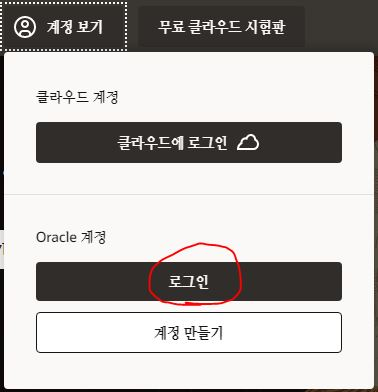 계정 보기
무료 클라우드 시험판
클라우드 계정
클라우드에 로그인
Oracle 계정
로그인
계정 만들기